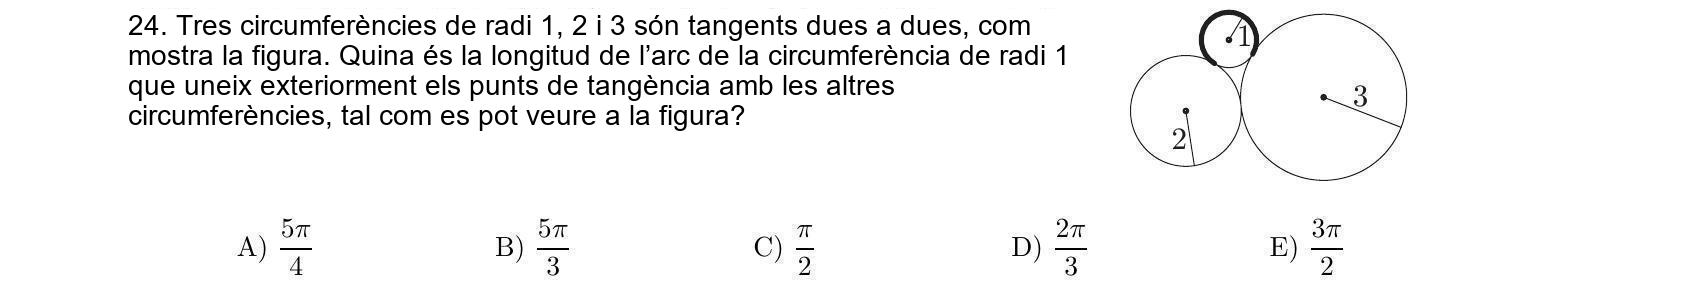 24. Tres circumferències de radi 1, 2 i 3 són tangents dues a dues, com
mostra la figura. Quina és la longitud de l’arc de la circumferència de radi 1
que uneix exteriorment els punts de tangència amb les altres
circumferències, tal com es pot veure a la figura?
1
3
2
A) 5π/4 B) 5π/3 C) π/2 D) 2π/3 E) 3π/2